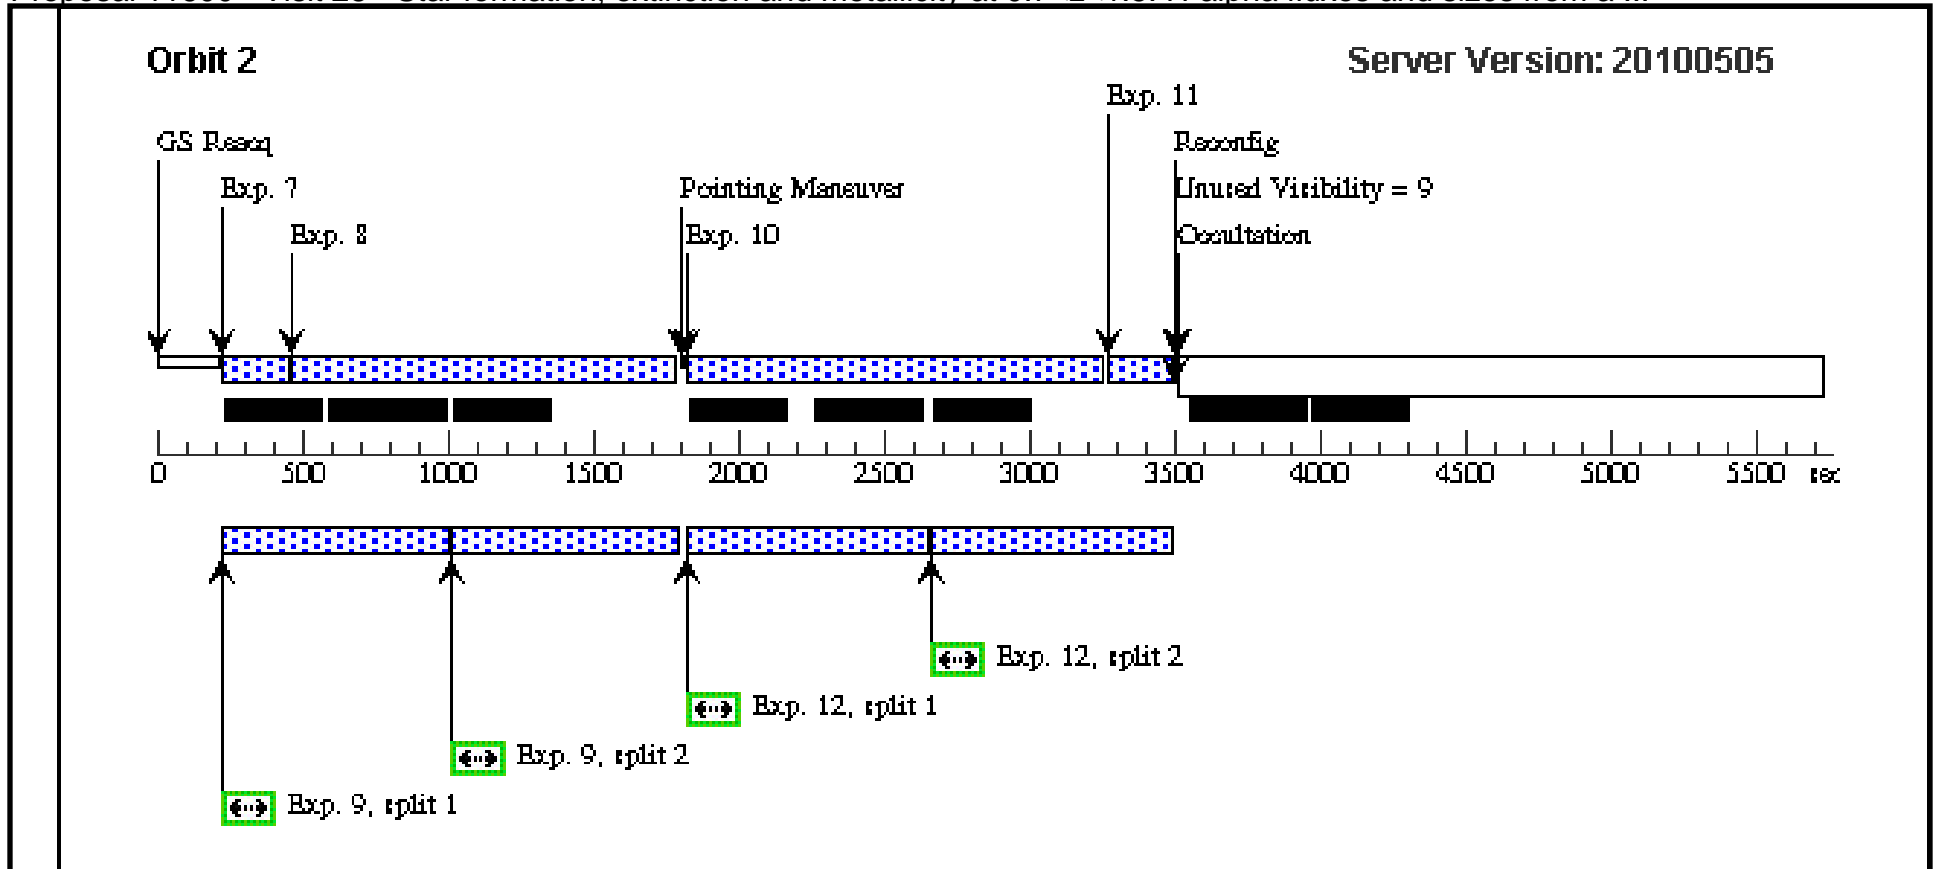 Orbit 2
Server Version: 20100505
Exp. 11
GS Reacq
Reconfig
Exp. 7
Pointing Maneuver
Unused Visibility = 9
Exp. 8
Exp. 10
Occultation
0 500 1000 1500 2000 2500 3000 3500 4000 4500 5000 5500 sec
Exp. 12, split 2
Exp. 12, split 1
Exp. 9, split 2
Exp. 9, split 1